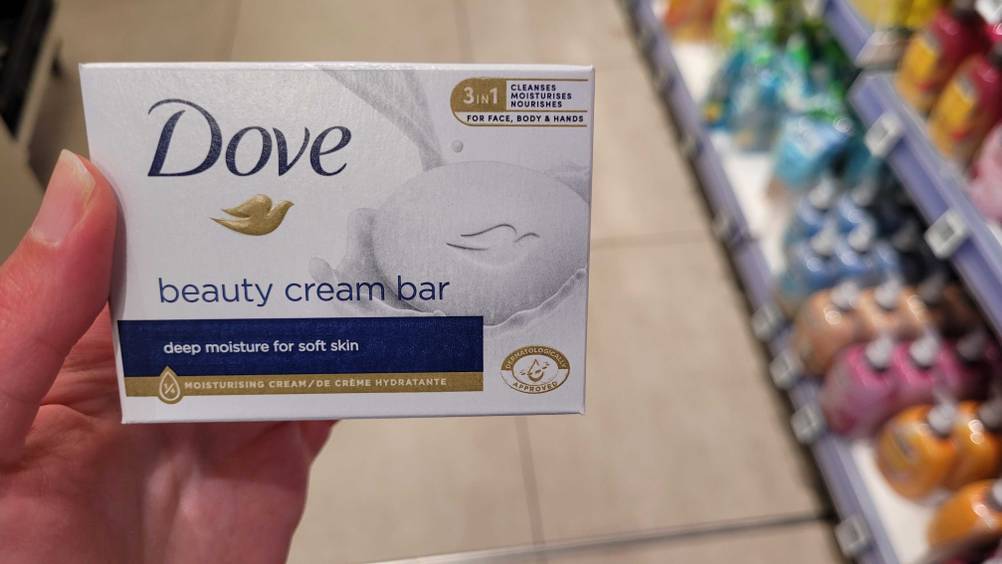 Dove
3 IN 1
CLEANSES
MOISTURISES
NOURISHES
FOR FACE, BODY & HANDS
beauty cream bar
deep moisture for soft skin
1/4 MOISTURISING CREAM/DE CRÈME HYDRATANTE
DERMATOLOGICALLY
APPROVED